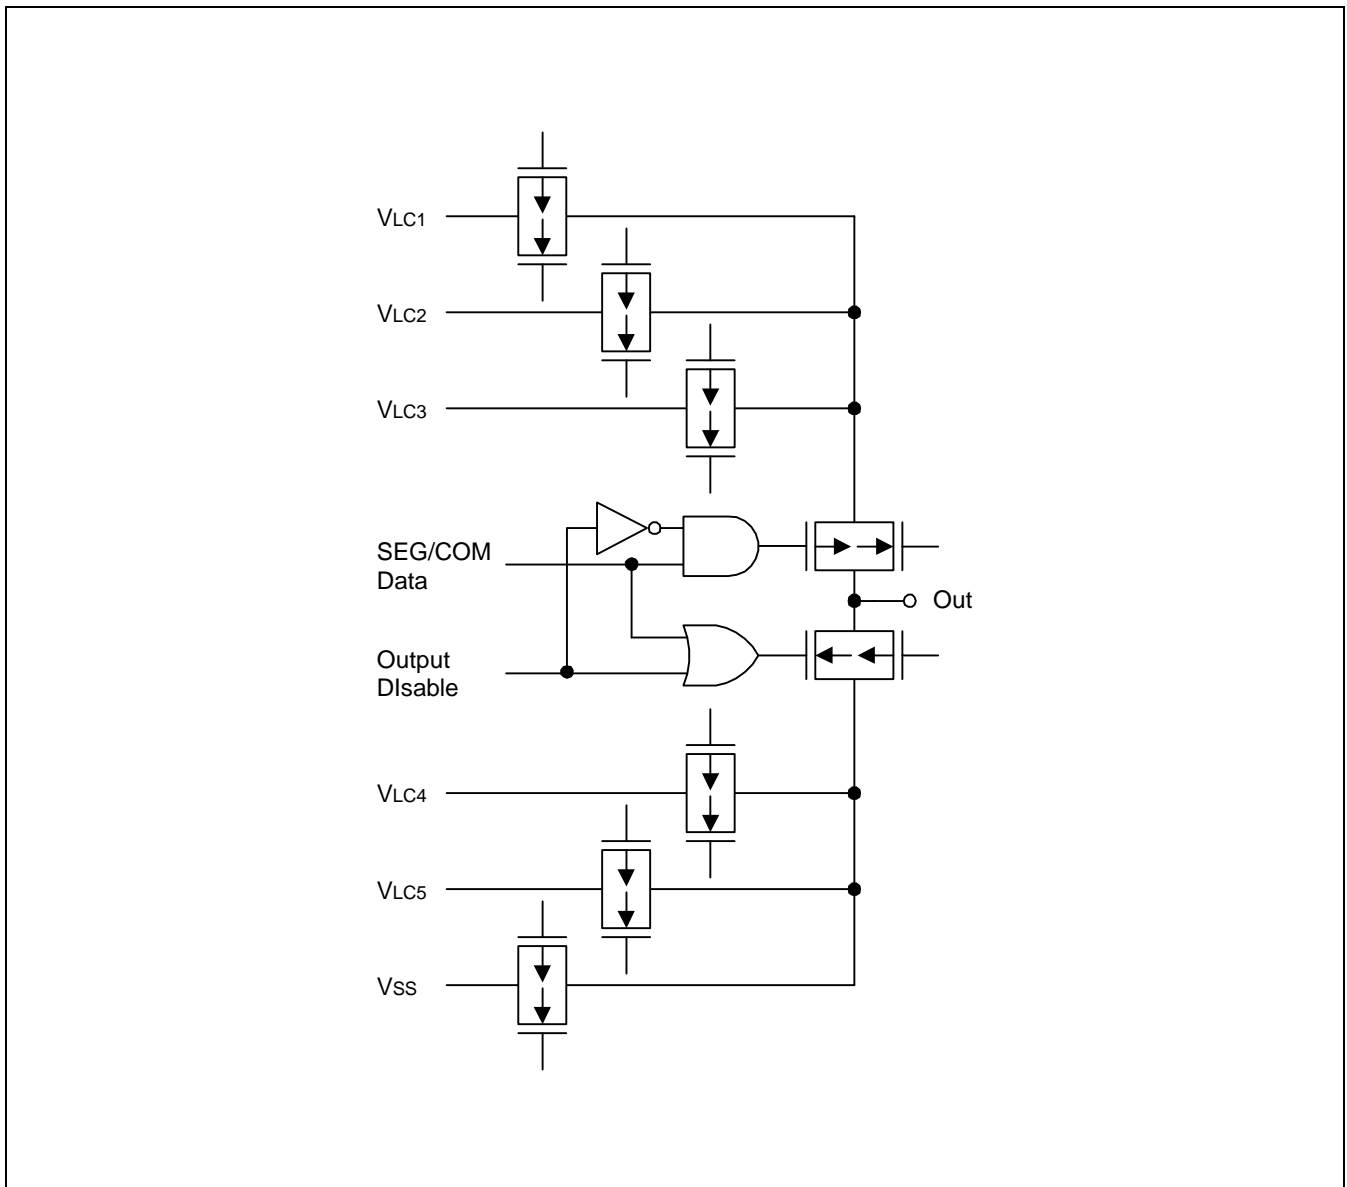 VLC1
VLC2
VLC3
SEG/COM
Data
Out
Output
DIsable
VLC4
VLC5
VSS